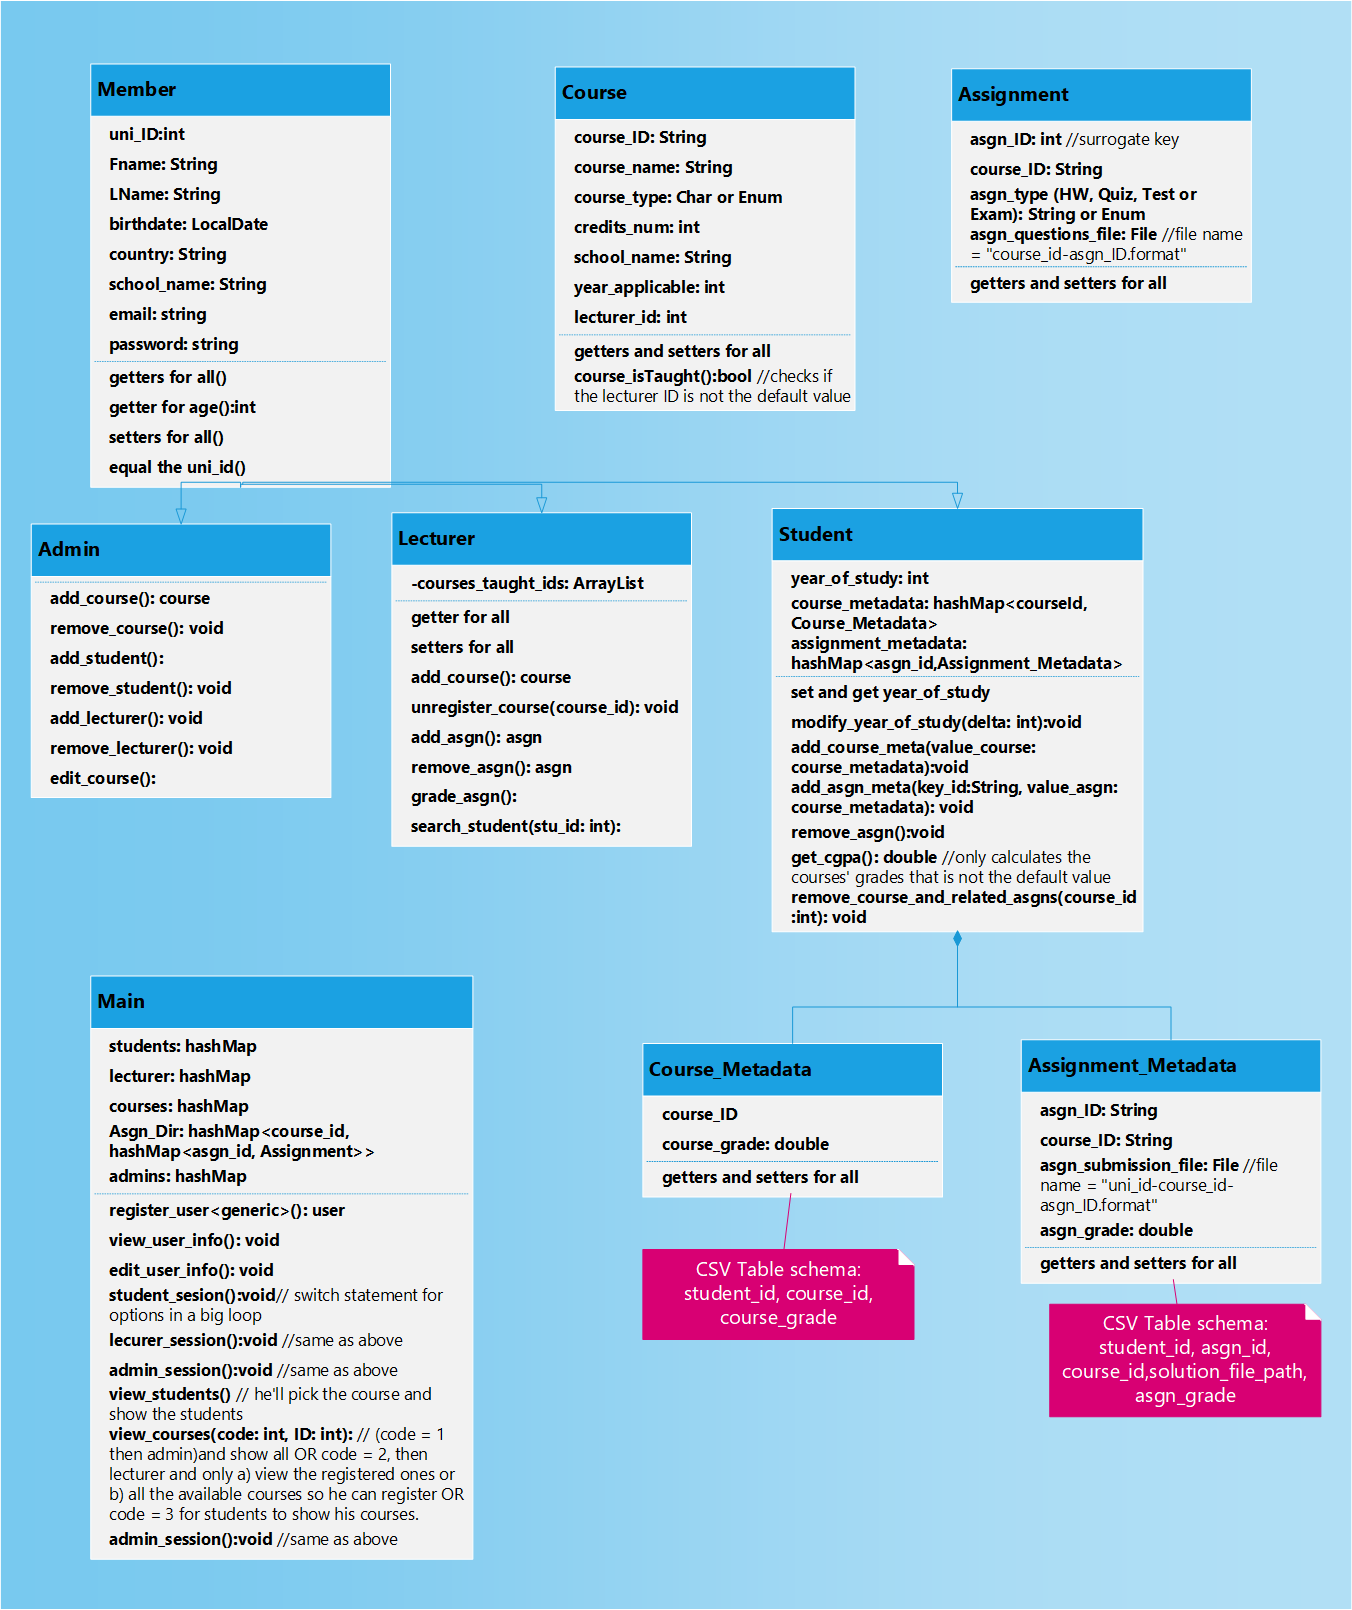 Member
uni_ID:int
Fname: String
LName: String
birthdate: LocalDate
country: String
school_name: String
email: string
password: string
getters for all()
getter for age():int
setters for all()
equal the uni_id()
Course
course_ID: String
course_name: String
course_type: Char or Enum
credits_num: int
school_name: String
year_applicable: int
lecturer_id: int
getters and setters for all
course_isTaught():bool //checks if
the lecturer ID is not the default value
Assignment
asgn_ID: int //surrogate key
course_ID: String
asgn_type (HW, Quiz, Test or
Exam): String or Enum
asgn_questions_file: File //file name
= "course_id-asgn_ID.format"
getters and setters for all
Admin
add_course(): course
remove_course(): void
add_student():
remove_student(): void
add_lecturer(): void
remove_lecturer(): void
edit_course():
Lecturer
-courses_taught_ids: ArrayList
getter for all
setters for all
add_course(): course
unregister_course(course_id): void
add_asgn(): asgn
remove_asgn(): asgn
grade_asgn():
search_student(stu_id: int):
Student
year_of_study: int
course_metadata: hashMap<courseId,
Course_Metadata>
assignment_metadata:
hashMap<asgn_id,Assignment_Metadata>
set and get year_of_study
modify_year_of_study(delta: int):void
add_course_meta(value_course:
course_metadata):void
add_asgn_meta(key_id:String, value_asgn:
course_metadata): void
remove_asgn():void
get_cgpa(): double //only calculates the
courses' grades that is not the default value
remove_course_and_related_asgns(course_id
:int): void
Main
students: hashMap
lecturer: hashMap
courses: hashMap
Asgn_Dir: hashMap<course_id,
hashMap<asgn_id, Assignment>>
admins: hashMap
register_user<generic>(): user
view_user_info(): void
edit_user_info(): void
student_sesion():void// switch statement for
options in a big loop
lecurer_session():void //same as above
admin_session():void //same as above
view_students() // he'll pick the course and
show the students
view_courses(code: int, ID: int): // (code = 1
then admin)and show all OR code = 2, then
lecturer and only a) view the registered ones or
b) all the available courses so he can register OR
code = 3 for students to show his courses.
admin_session():void //same as above
Course_Metadata
course_ID
course_grade: double
getters and setters for all
CSV Table schema:
student_id, course_id,
course_grade
Assignment_Metadata
asgn_ID: String
course_ID: String
asgn_submission_file: File //file
name = "uni_id-course_id-
asgn_ID.format"
asgn_grade: double
getters and setters for all
CSV Table schema:
student_id, asgn_id,
course_id,solution_file_path,
asgn_grade